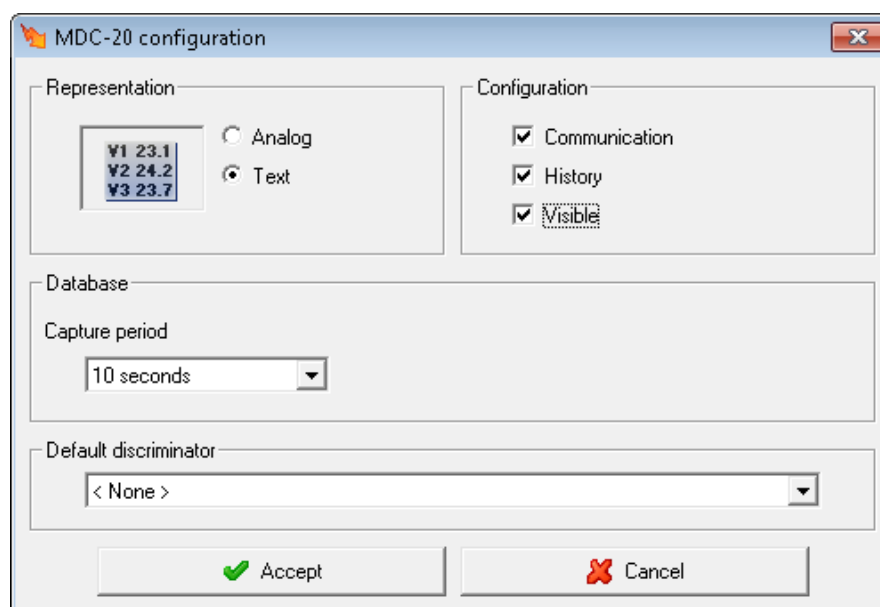 MDC-20 configuration
Representation
V1 23.1
V2 24.2
V3 23.7
Analog
Text
Configuration
Communication
History
Visible
Database
Capture period
10 seconds
Default discriminator
< None >
Accept
Cancel